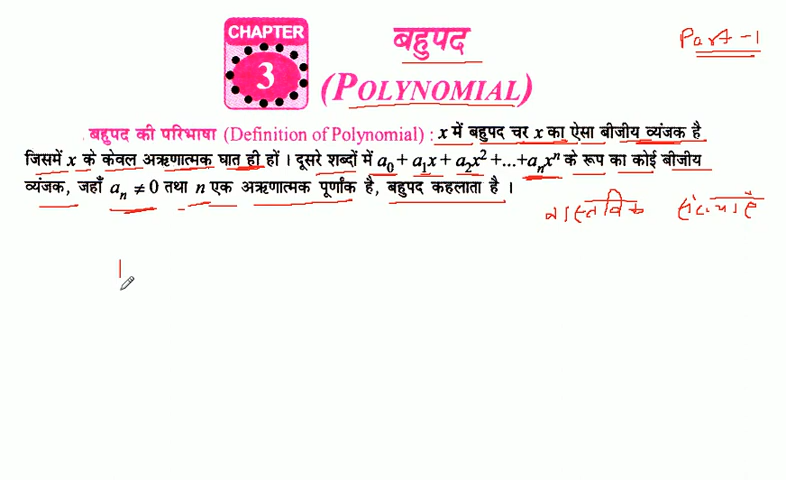 CHAPTER
3
बहुपद
(POLYNOMIAL)
Part -1
बहुपद की परिभाषा (Definition of Polynomial) : x में बहुपद चर x का ऐसा बीजीय व्यंजक है
जिसमें x के केवल अऋणात्मक घात ही हों । दूसरे शब्दों में a₀ + a₁x + a₂x² +...+aₙxⁿ के रूप का कोई बीजीय
व्यंजक, जहाँ aₙ ≠ 0 तथा n एक अऋणात्मक पूर्णांक है, बहुपद कहलाता है ।
वास्तविक